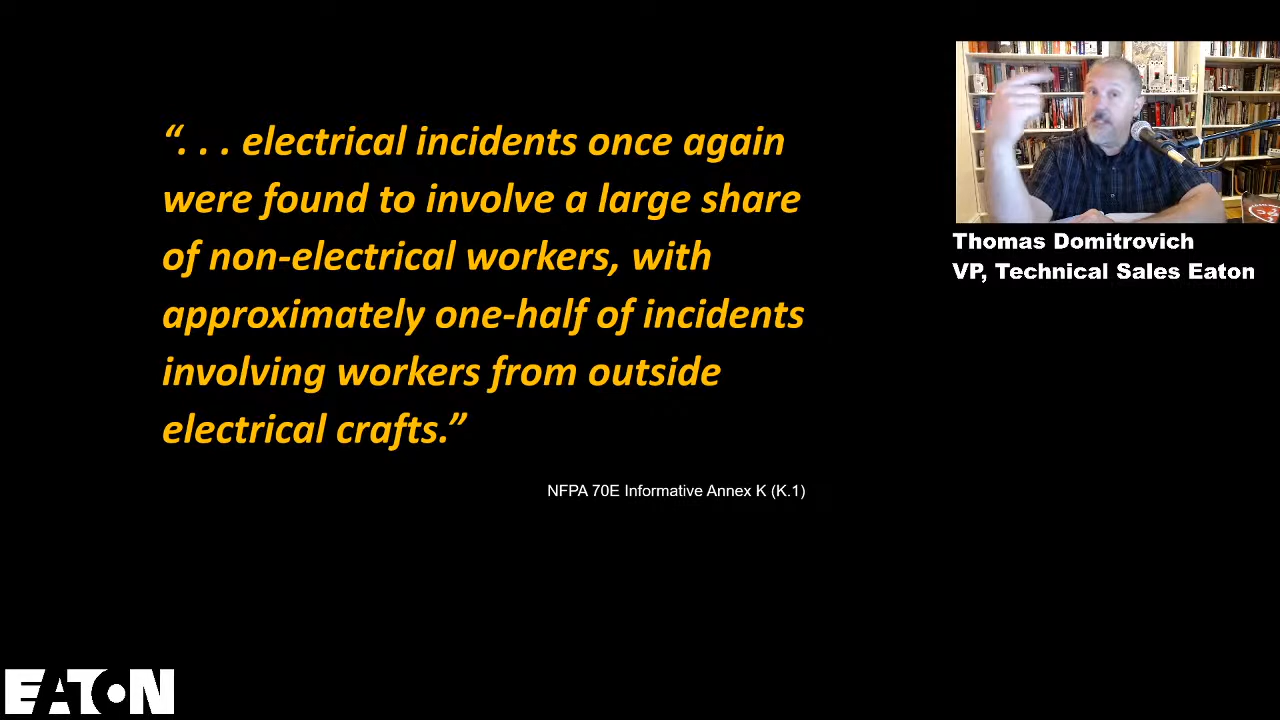 “. . . electrical incidents once again
were found to involve a large share
of non-electrical workers, with
approximately one-half of incidents
involving workers from outside
electrical crafts.”
NFPA 70E Informative Annex K (K.1)
Thomas Domitrovich
VP, Technical Sales Eaton
EATON